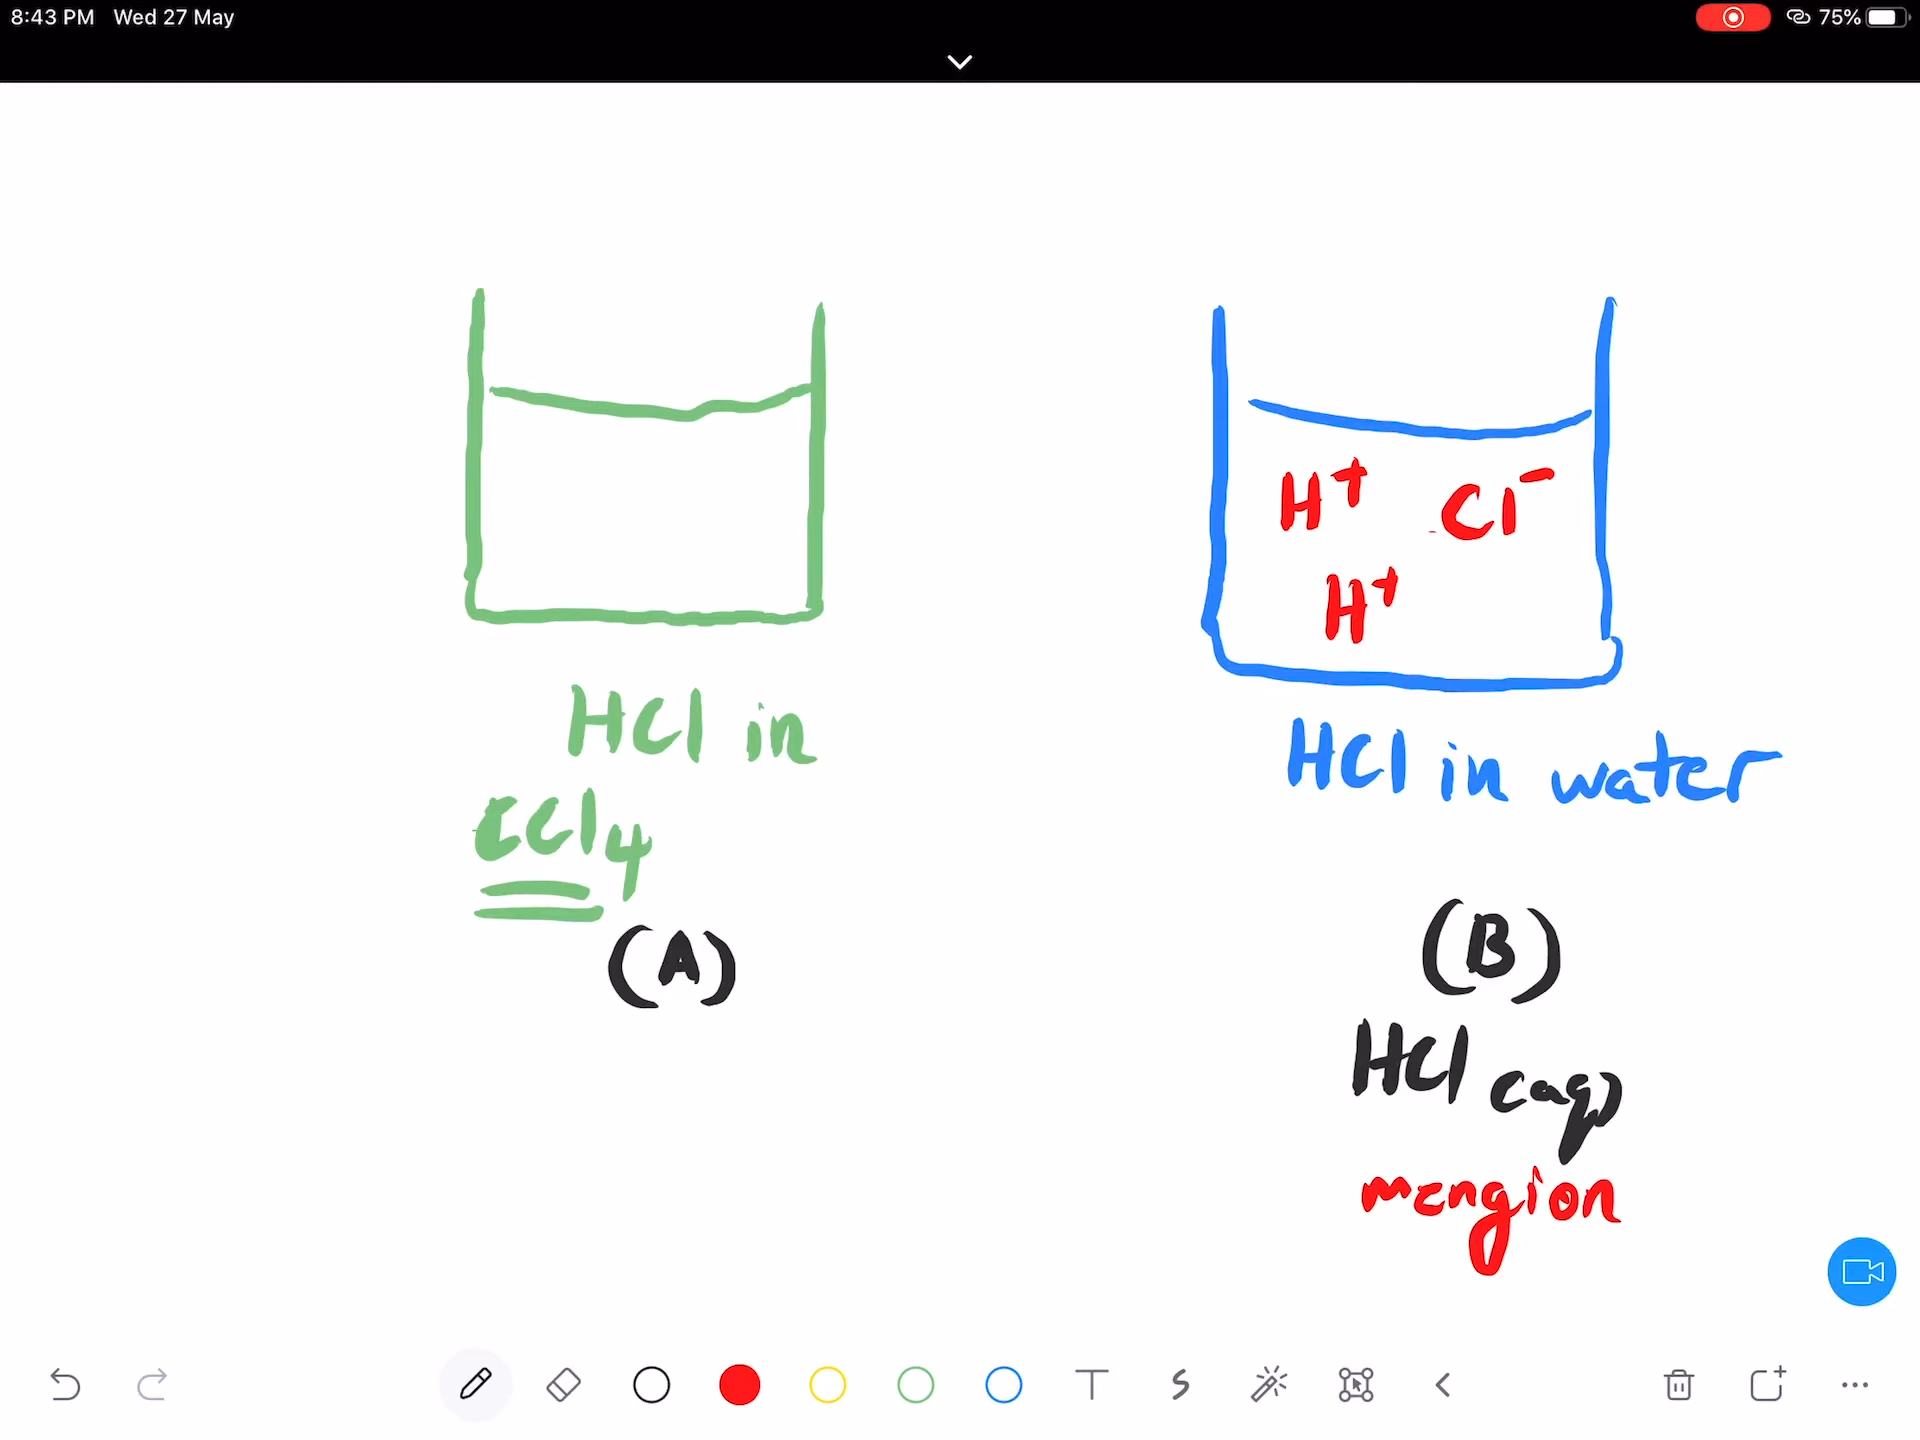 8:43 PM Wed 27 May
75%
H⁺ Cl⁻
H⁺
HCl in
CCl₄
(A)
HCl in water
(B)
HCl (aq)
mengion